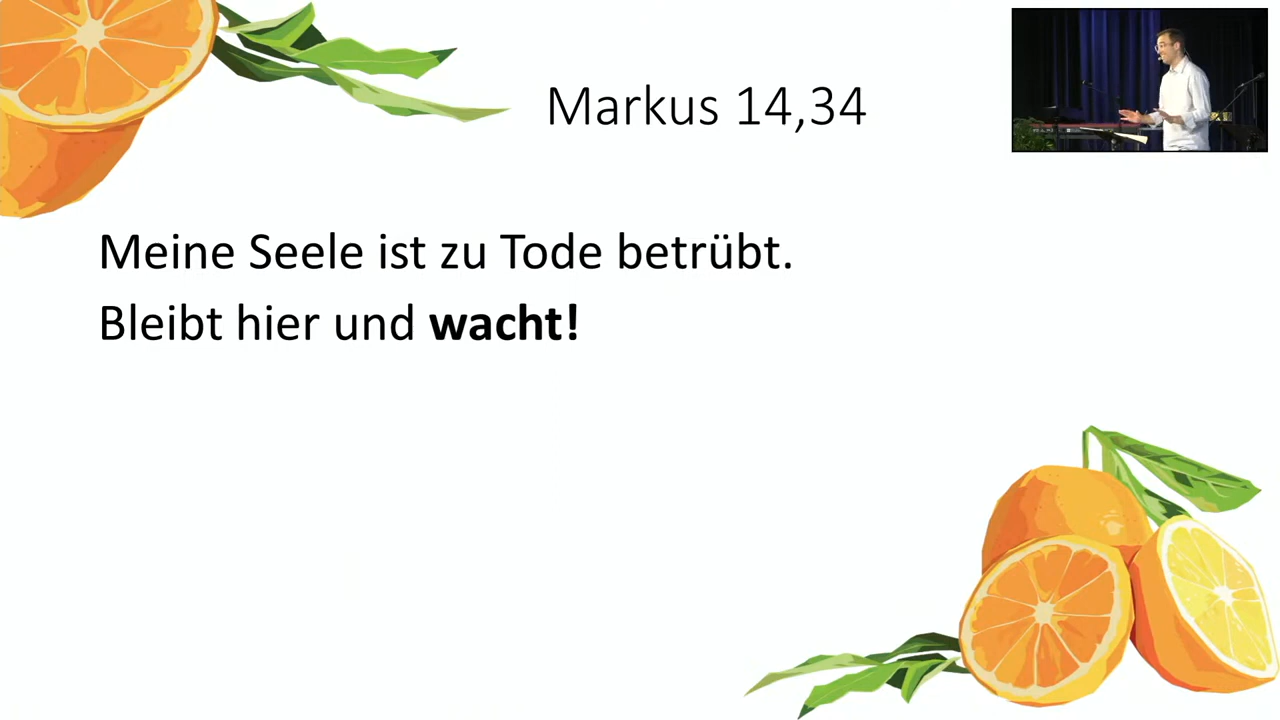 Markus 14,34
Meine Seele ist zu Tode betrübt.
Bleibt hier und wacht!